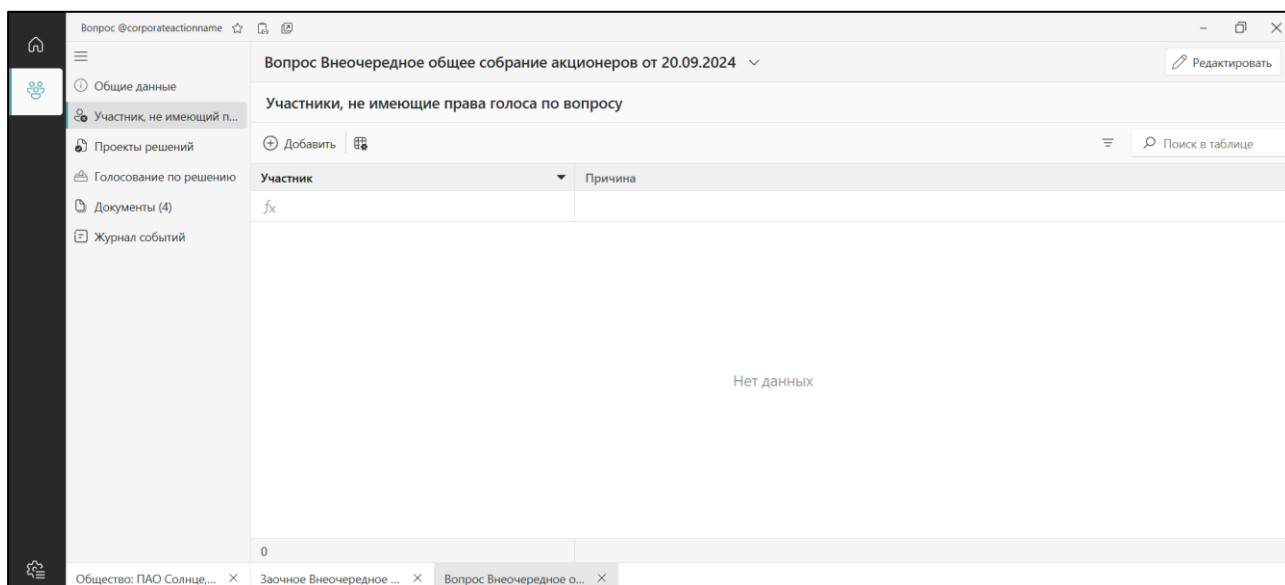 Вопрос @corporateactionname
Вопрос Внеочередное общее собрание акционеров от 20.09.2024
Редактировать
Общие данные
Участник, не имеющий п...
Проекты решений
Голосование по решению
Документы (4)
Журнал событий
Участники, не имеющие права голоса по вопросу
Добавить
Поиск в таблице
Участник Причина
fx
Нет данных
0
Общество: ПАО Солнце,... Заочное Внеочередное ... Вопрос Внеочередное о...